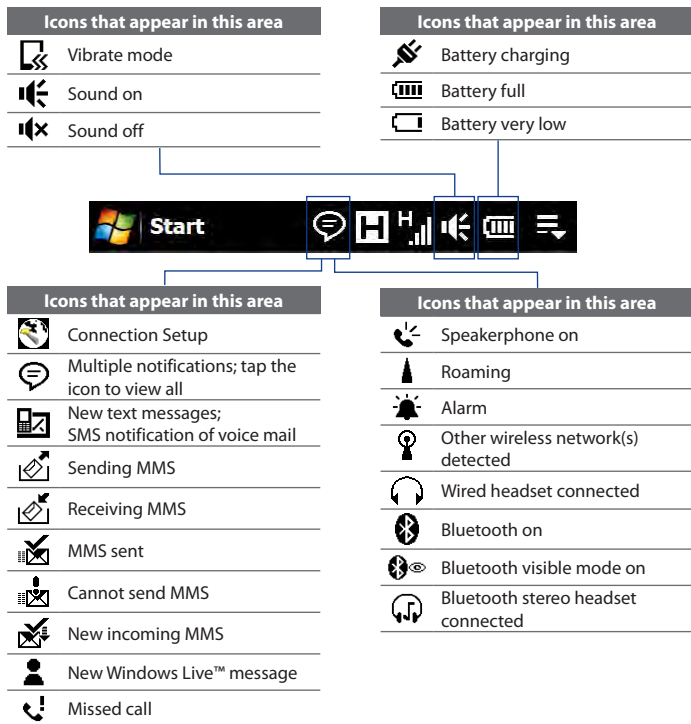 Icons that appear in this area
Vibrate mode
Sound on
Sound off
Icons that appear in this area
Battery charging
Battery full
Battery very low
Start
H
H
Icons that appear in this area
Connection Setup
Multiple notifications; tap the
icon to view all
New text messages;
SMS notification of voice mail
Sending MMS
Receiving MMS
MMS sent
Cannot send MMS
New incoming MMS
New Windows Live™ message
Missed call
Icons that appear in this area
Speakerphone on
Roaming
Alarm
Other wireless network(s)
detected
Wired headset connected
Bluetooth on
Bluetooth visible mode on
Bluetooth stereo headset
connected